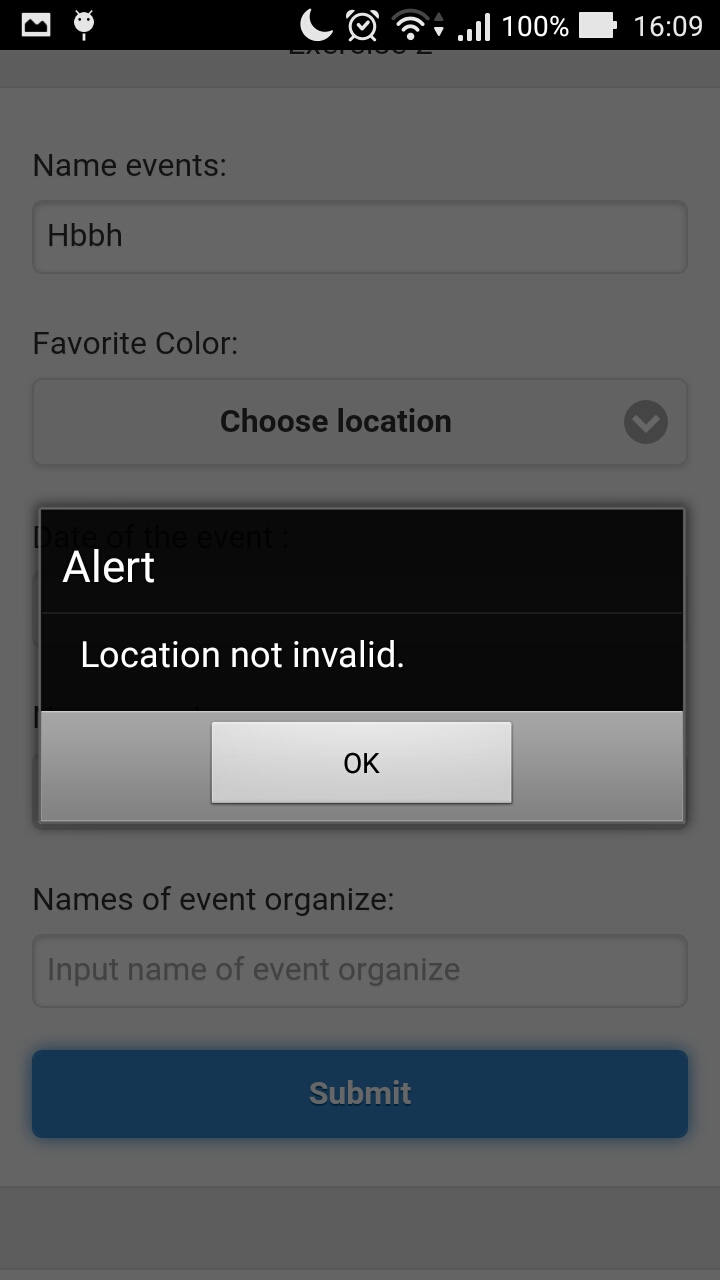 100% 16:09
Exercise 2
Name events:
Hbbh
Favorite Color:
Choose location
Date of the event :
Alert
Location not invalid.
OK
Names of event organize:
Input name of event organize
Submit